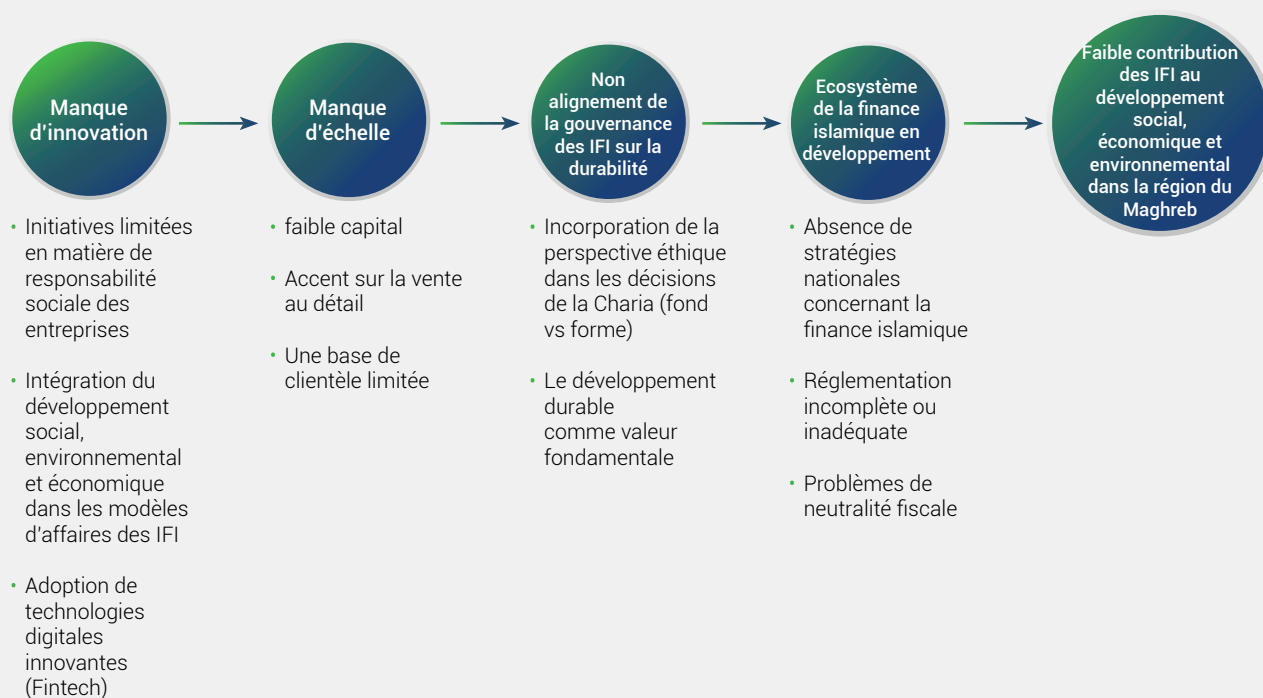 Manque
d'innovation
• Initiatives limitées
en matière de
responsabilité
sociale des
entreprises
• Intégration du
développement
social,
environnemental
et économique
dans les modèles
d'affaires des IFI
• Adoption de
technologies
digitales
innovantes
(Fintech)
Manque
d'échelle
• faible capital
• Accent sur la vente
au détail
• Une base de
clientèle limitée
Non
alignement de
la gouvernance
des IFI sur la
durabilité
• Incorporation de la
perspective éthique
dans les décisions
de la Charia (fond
vs forme)
• Le développement
durable
comme valeur
fondamentale
Ecosystème
de la finance
islamique en
développement
• Absence de
stratégies
nationales
concernant la
finance islamique
• Réglementation
incomplète ou
inadéquate
• Problèmes de
neutralité fiscale
Faible contribution
des IFI au
développement
social,
économique et
environnemental
dans la région du
Maghreb